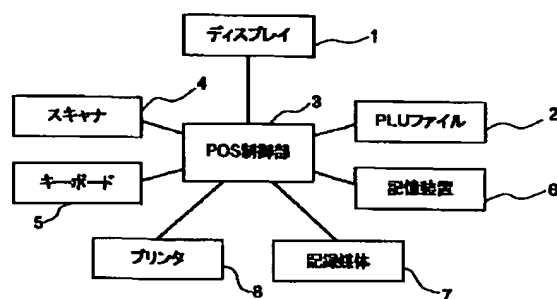 ディスプレイ
1
スキャナ
4
3
PLUファイル
2
POS制御部
キーボード
5
記憶装置
6
プリンタ
8
記録媒体
7